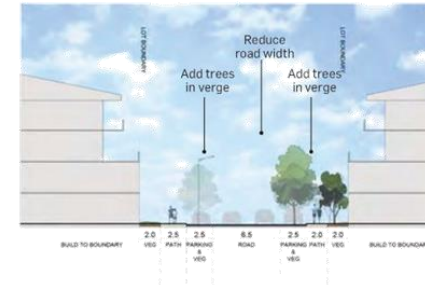 LOT BOUNDARY
LOT BOUNDARY
Reduce
road width
Add trees
in verge
Add trees
in verge
2.0 2.5 2.5 6.5 2.5 2.0 2.0
BUILD TO BOUNDARY VEG PATH PARKING ROAD PARKING PATH VEG BUILD TO BOUNDAR
& &
VEG VEG